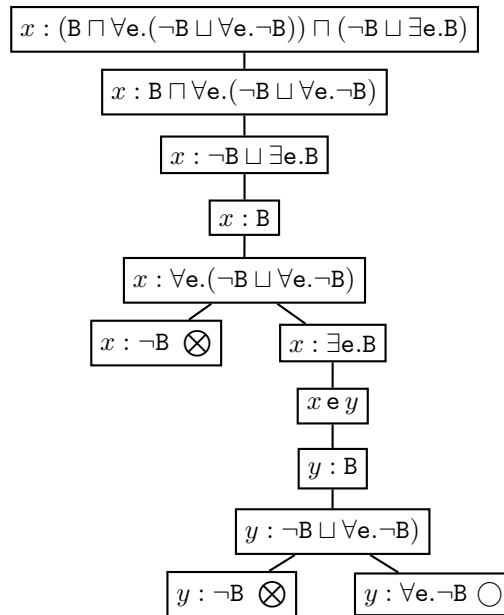 x : (B ⊓ ∀e.(¬B ⊔ ∀e.¬B)) ⊓ (¬B ⊔ ∃e.B)
x : B ⊓ ∀e.(¬B ⊔ ∀e.¬B)
x : ¬B ⊔ ∃e.B
x : B
x : ∀e.(¬B ⊔ ∀e.¬B)
x : ¬B ⊗
x : ∃e.B
x e y
y : B
y : ¬B ⊔ ∀e.¬B)
y : ¬B ⊗
y : ∀e.¬B ○